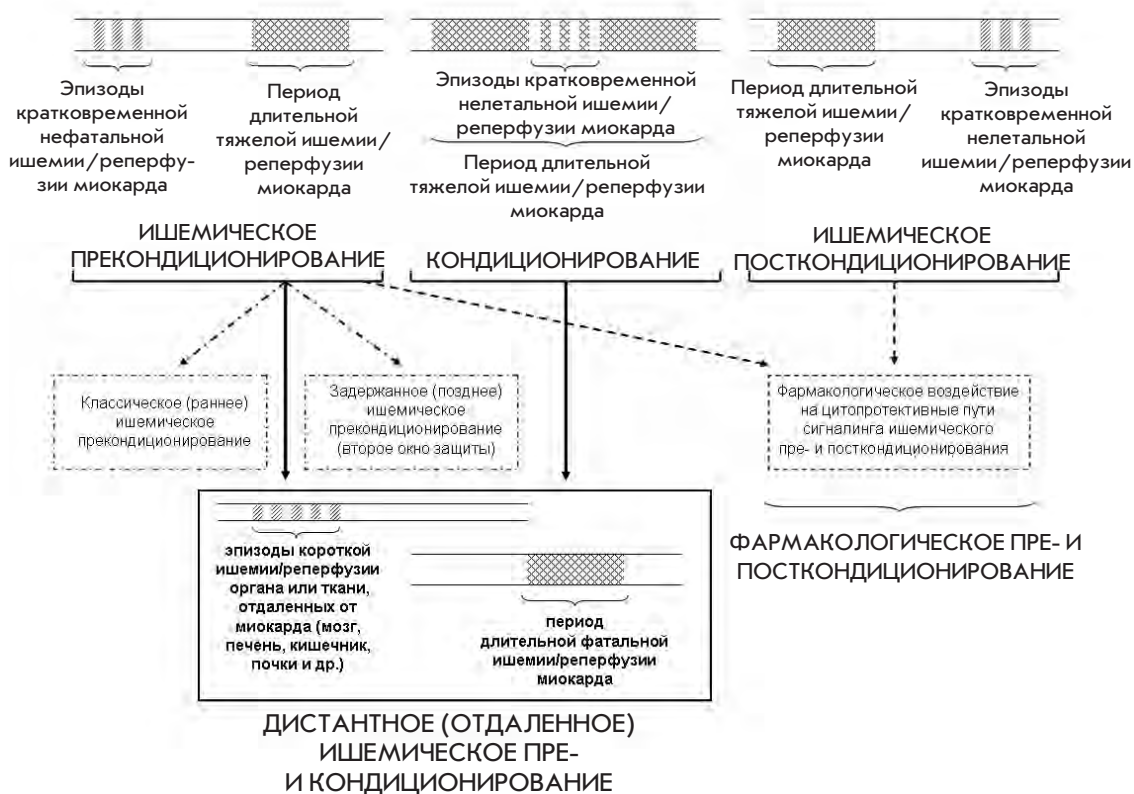 Эпизоды
кратковременной
нефатальной
ишемии/реперфу-
зии миокарда
Период
длительной
тяжелой ишемии/
реперфузии
миокарда
Эпизоды кратковременной
нелетальной ишемии/
реперфузии миокарда
Период длительной
тяжелой ишемии/реперфузии
миокарда
Период
длительной
тяжелой ишемии/
реперфузии
миокарда
Эпизоды
кратковременной
нелетальной
ишемии/реперфузии
миокарда
ИШЕМИЧЕСКОЕ
ПРЕКОНДИЦИОНИРОВАНИЕ
КОНДИЦИОНИРОВАНИЕ
ИШЕМИЧЕСКОЕ
ПОСТКОНДИЦИОНИРОВАНИЕ
Классическое (раннее)
ишемическое
прекондиционирование
Задержанное (позднее)
ишемическое
прекондиционирование
(второе окно защиты)
Фармакологическое воздействие
на цитопротективные пути
сигналинга ишемического
пре- и посткондиционирования
эпизоды короткой
ишемии/реперфузии
органа или ткани,
отдаленных от
миокарда (мозг,
печень, кишечник,
почки и др.)
период
длительной фатальной
ишемии/реперфузии
миокарда
ФАРМАКОЛОГИЧЕСКОЕ ПРЕ- И
ПОСТКОНДИЦИОНИРОВАНИЕ
ДИСТАНТНОЕ (ОТДАЛЕННОЕ)
ИШЕМИЧЕСКОЕ ПРЕ-
И КОНДИЦИОНИРОВАНИЕ